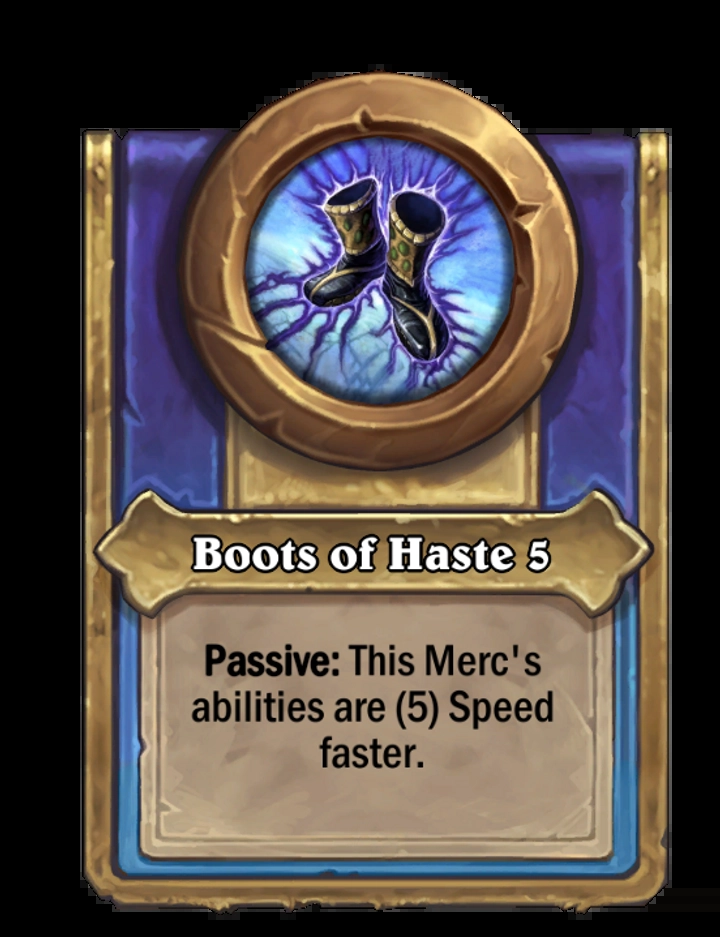 Boots of Haste 5
Passive: This Merc's
abilities are (5) Speed
faster.